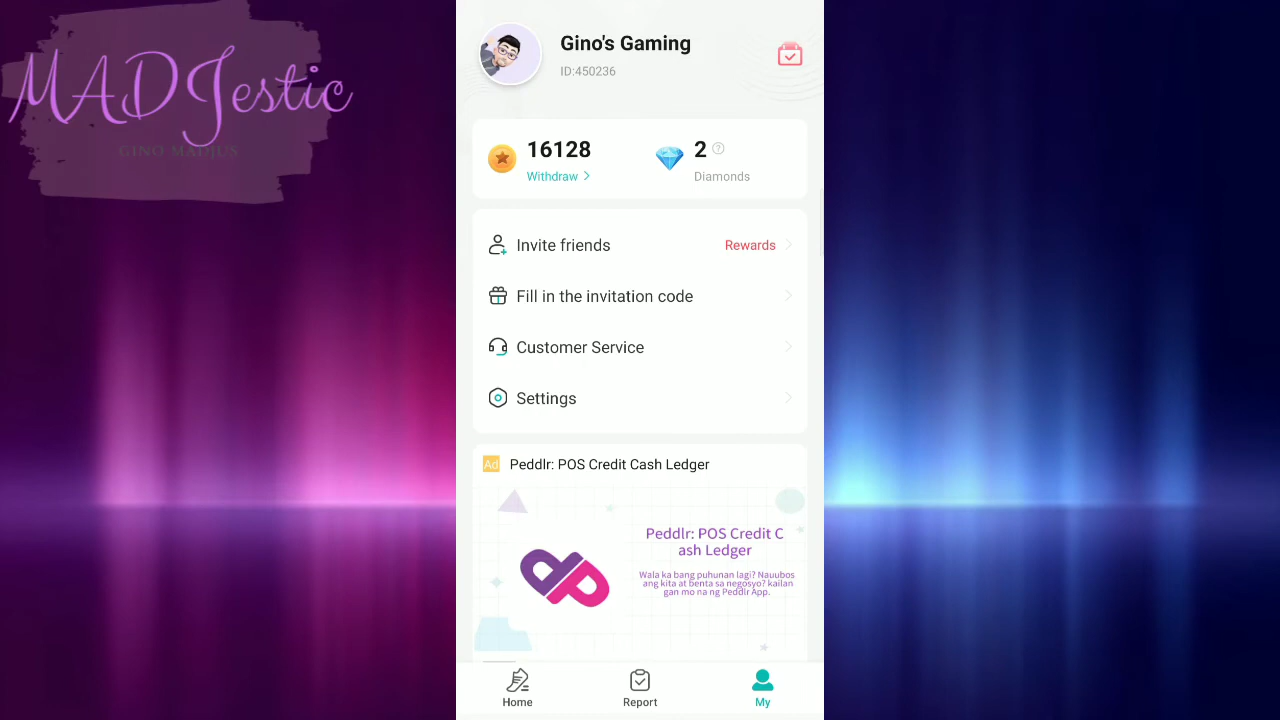 MADJestic
GINO MADJUS
Gino's Gaming
ID:450236
16128
Withdraw
2
Diamonds
Invite friends
Rewards
Fill in the invitation code
Customer Service
Settings
Ad
Peddlr: POS Credit Cash Ledger
Peddlr: POS Credit C
ash Ledger
Wala ka bang puhunan lagi? Nauubos
ang kita at benta sa negosyo? kailan
gan mo na ng Peddlr App.
Home
Report
My